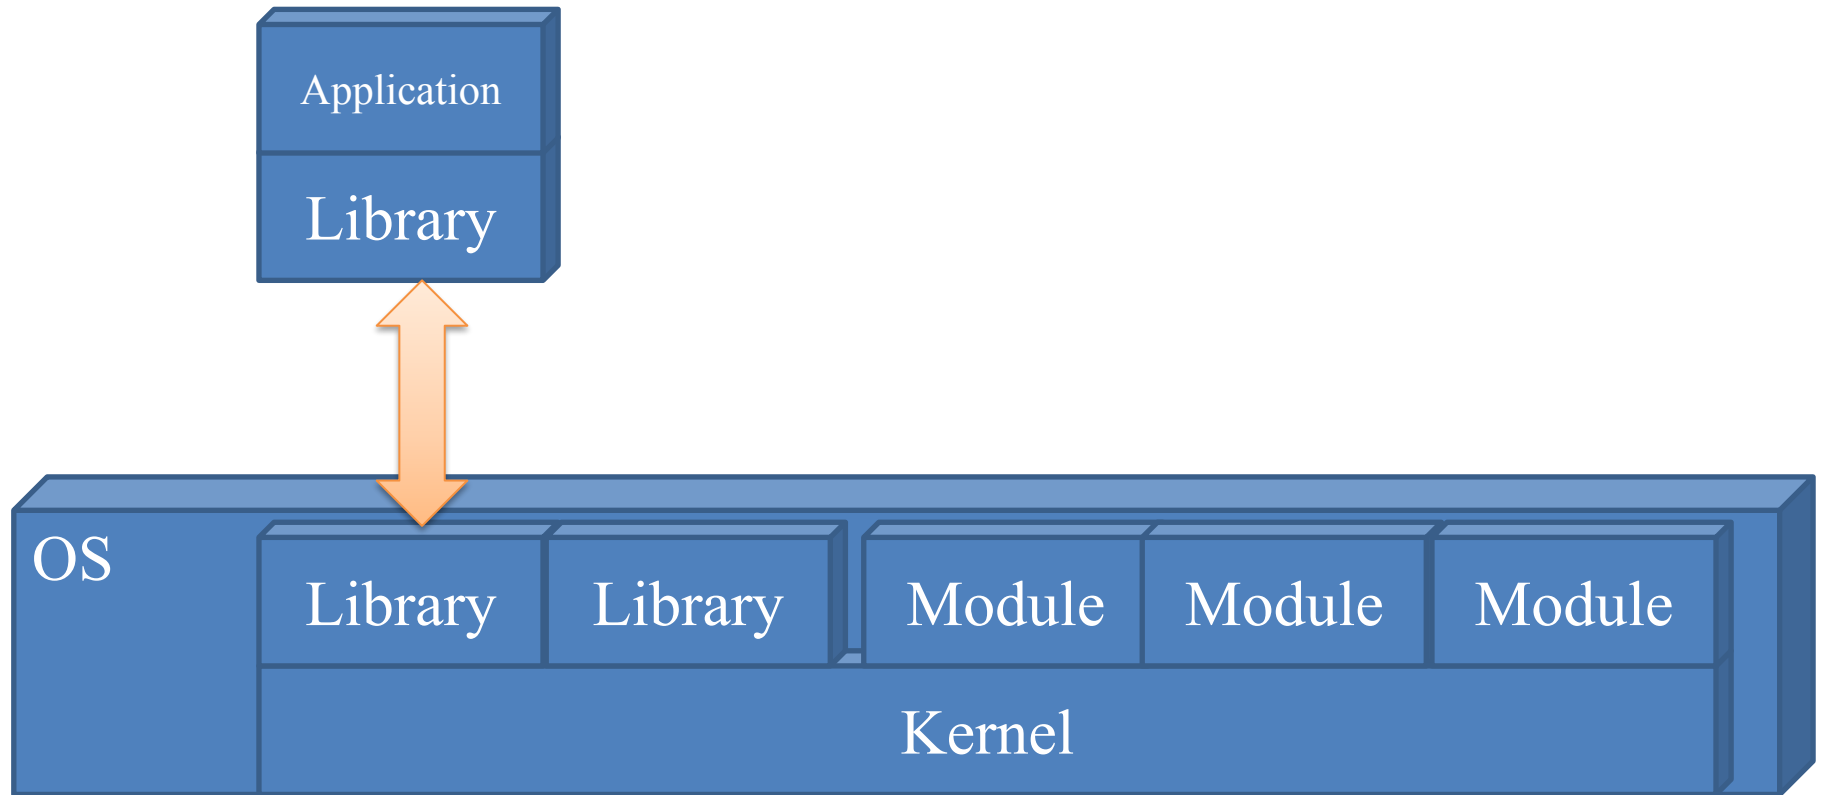 Application
Library
OS
Library Library Module Module Module
Kernel